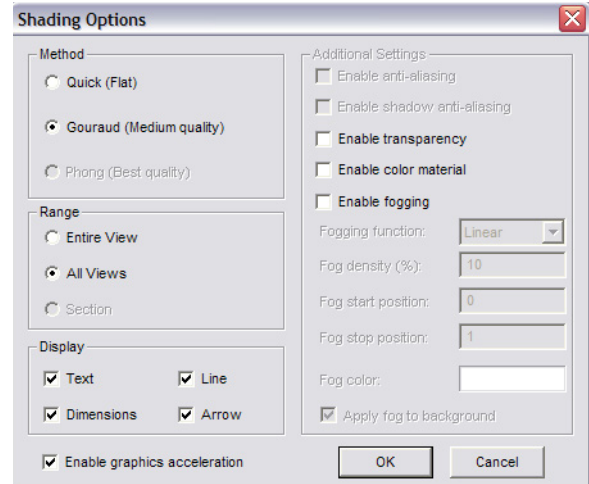 Shading Options
Method
Quick (Flat)
Gouraud (Medium quality)
Phong (Best quality)
Range
Entire View
All Views
Section
Display
Text
Line
Dimensions
Arrow
Enable graphics acceleration
Additional Settings
Enable anti-aliasing
Enable shadow anti-aliasing
Enable transparency
Enable color material
Enable fogging
Fogging function: Linear
Fog density (%): 10
Fog start position: 0
Fog stop position: 1
Fog color:
Apply fog to background
OK
Cancel